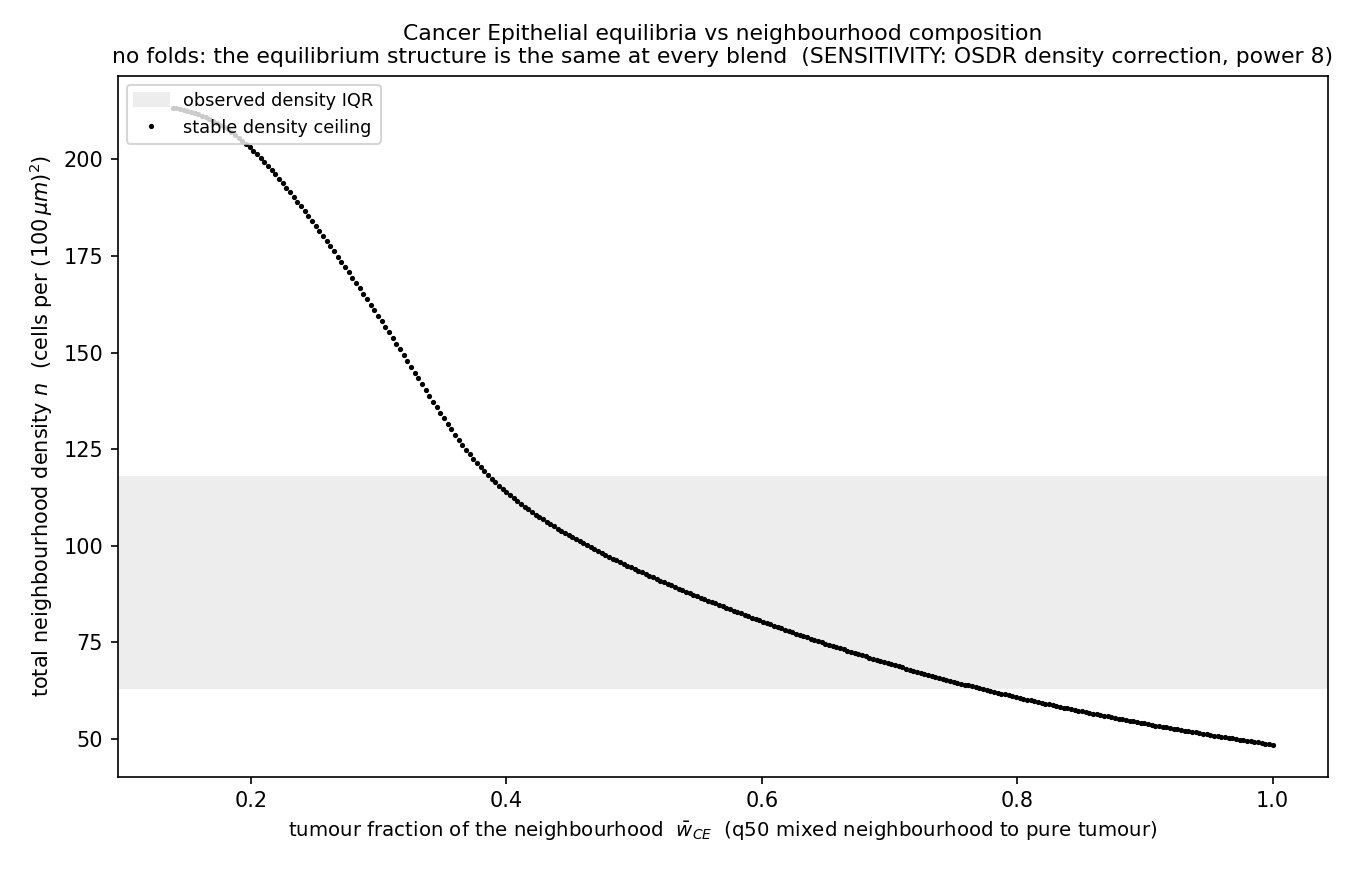 Cancer Epithelial equilibria vs neighbourhood composition
no folds: the equilibrium structure is the same at every blend (SENSITIVITY: OSDR density correction, power 8)
observed density IQR
stable density ceiling
total neighbourhood density n (cells per (100 μm)²)
200
175
150
125
100
75
50
0.2 0.4 0.6 0.8 1.0
tumour fraction of the neighbourhood w̄_CE (q50 mixed neighbourhood to pure tumour)